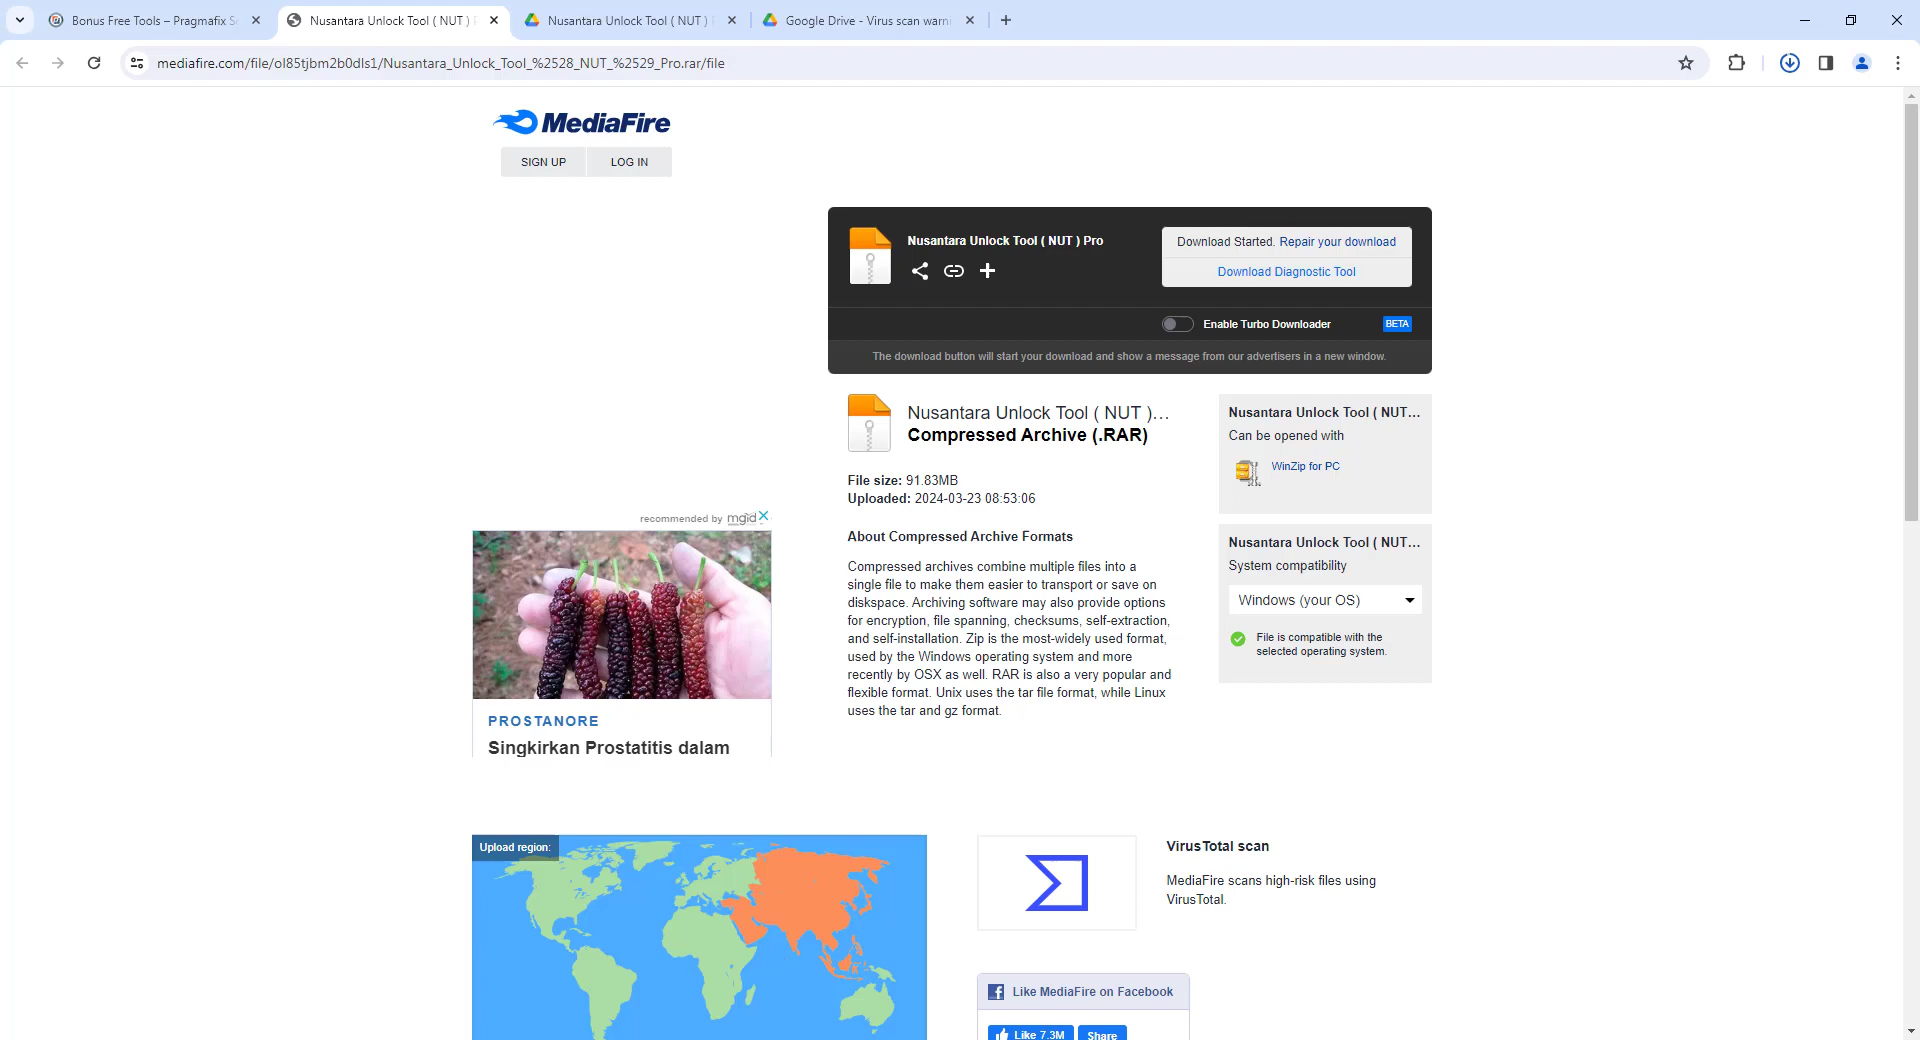 Bonus Free Tools – Pragmafix S
Nusantara Unlock Tool ( NUT )
Nusantara Unlock Tool ( NUT )
Google Drive - Virus scan warn
mediafire.com/file/ol85tjbm2b0dls1/Nusantara_Unlock_Tool_%2528_NUT_%2529_Pro.rar/file
MediaFire
SIGN UP
LOG IN
Nusantara Unlock Tool ( NUT ) Pro
Download Started. Repair your download
Download Diagnostic Tool
Enable Turbo Downloader
BETA
The download button will start your download and show a message from our advertisers in a new window.
Nusantara Unlock Tool ( NUT )…
Compressed Archive (.RAR)
File size: 91.83MB
Uploaded: 2024-03-23 08:53:06
About Compressed Archive Formats
Compressed archives combine multiple files into a
single file to make them easier to transport or save on
diskspace. Archiving software may also provide options
for encryption, file spanning, checksums, self-extraction,
and self-installation. Zip is the most-widely used format,
used by the Windows operating system and more
recently by OSX as well. RAR is also a very popular and
flexible format. Unix uses the tar file format, while Linux
uses the tar and gz format.
Nusantara Unlock Tool ( NUT…
Can be opened with
WinZip for PC
Nusantara Unlock Tool ( NUT…
System compatibility
Windows (your OS)
File is compatible with the
selected operating system.
recommended by mgid
PROSTANORE
Singkirkan Prostatitis dalam
Upload region:
VirusTotal scan
MediaFire scans high-risk files using
VirusTotal.
Like MediaFire on Facebook
Like 7.3M
Share